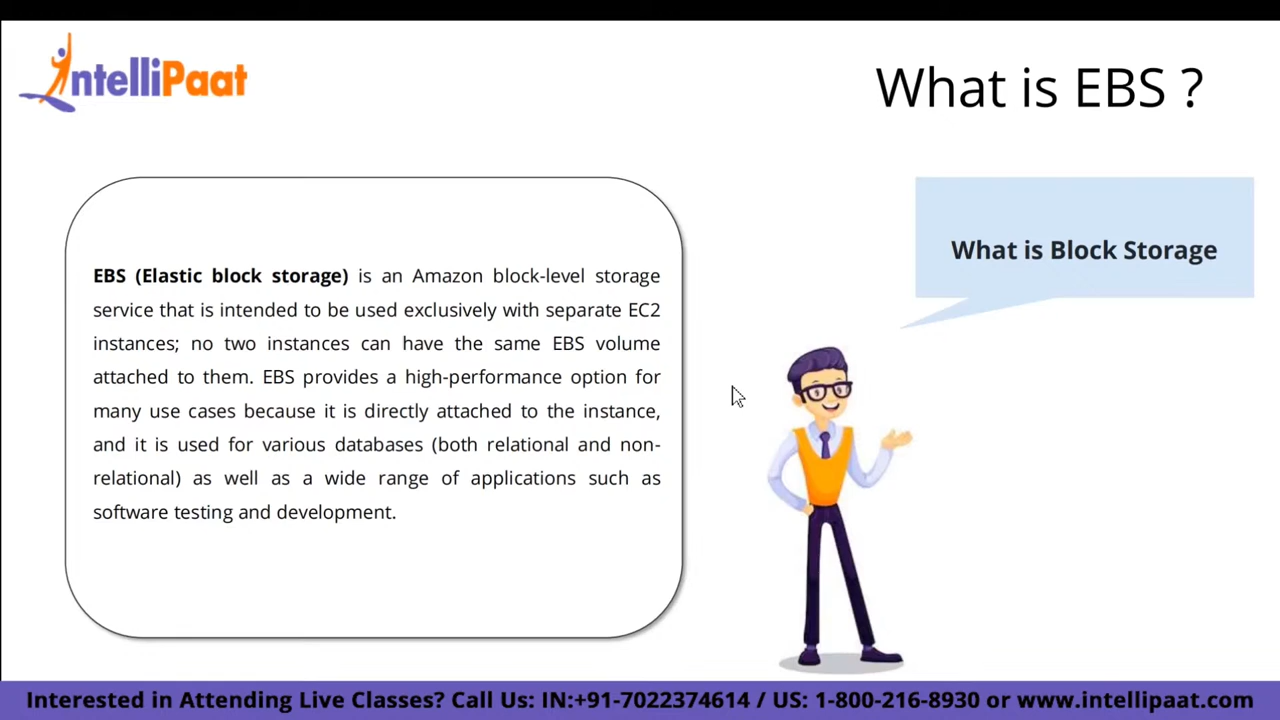 IntelliPaat
What is EBS ?
What is Block Storage
EBS (Elastic block storage) is an Amazon block-level storage
service that is intended to be used exclusively with separate EC2
instances; no two instances can have the same EBS volume
attached to them. EBS provides a high-performance option for
many use cases because it is directly attached to the instance,
and it is used for various databases (both relational and non-
relational) as well as a wide range of applications such as
software testing and development.
Interested in Attending Live Classes? Call Us: IN:+91-7022374614 / US: 1-800-216-8930 or www.intellipaat.com